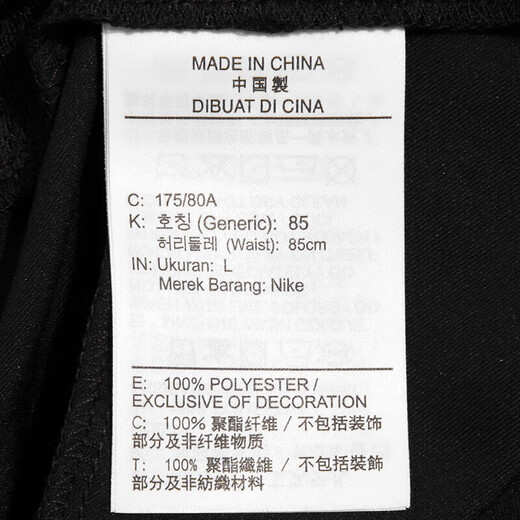 MADE IN CHINA
中国製
DIBUAT DI CINA
C: 175/80A
K: 호칭 (Generic): 85
허리둘레 (Waist): 85cm
IN: Ukuran: L
Merek Barang: Nike
E: 100% POLYESTER /
EXCLUSIVE OF DECORATION
C: 100% 聚酯纤维 / 不包括装饰
部分及非纤维物质
T: 100% 聚酯纖維 / 不包括裝飾
部分及非紡織材料